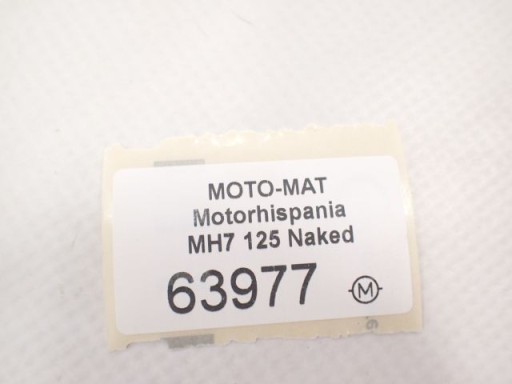 MOTO-MAT
Motorhispania
MH7 125 Naked
63977 M